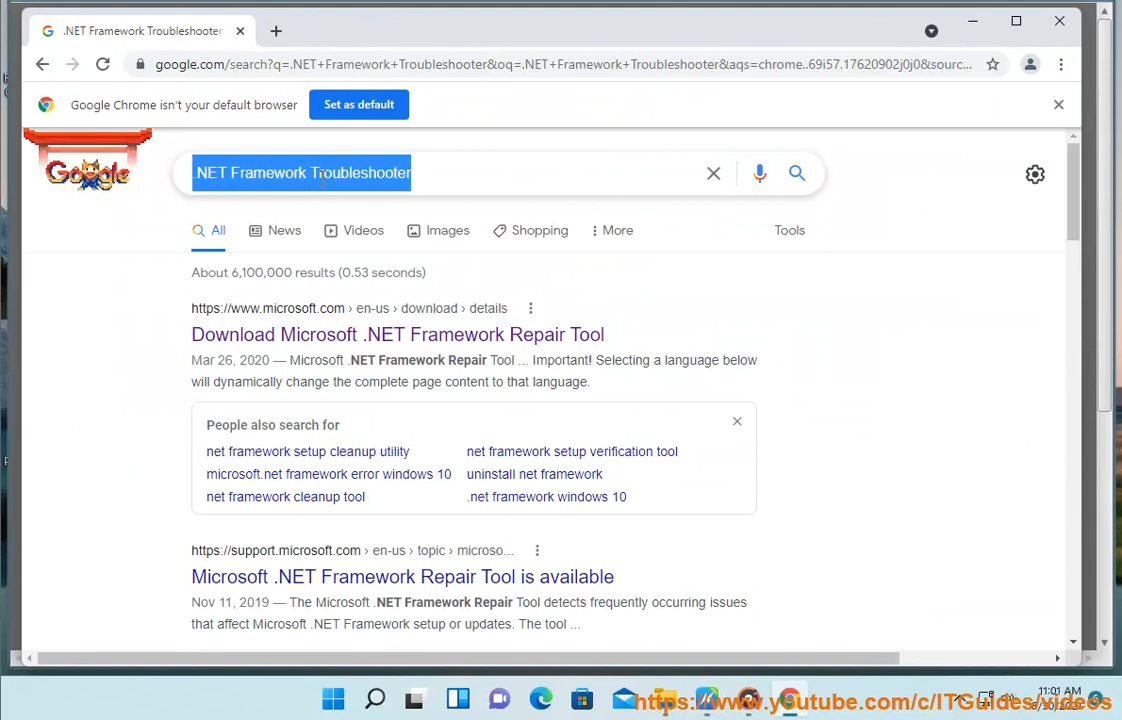 .NET Framework Troubleshooter
google.com/search?q=.NET+Framework+Troubleshooter&oq=.NET+Framework+Troubleshooter&aqs=chrome..69i57.17620902j0j0&sourc...
Google Chrome isn't your default browser
Set as default
Google
.NET Framework Troubleshooter
All
News
Videos
Images
Shopping
More
Tools
About 6,100,000 results (0.53 seconds)
https://www.microsoft.com › en-us › download › details
Download Microsoft .NET Framework Repair Tool
Mar 26, 2020 — Microsoft .NET Framework Repair Tool ... Important! Selecting a language below
will dynamically change the complete page content to that language.
People also search for
net framework setup cleanup utility
net framework setup verification tool
microsoft.net framework error windows 10
uninstall net framework
net framework cleanup tool
.net framework windows 10
https://support.microsoft.com › en-us › topic › microso...
Microsoft .NET Framework Repair Tool is available
Nov 11, 2019 — The Microsoft .NET Framework Repair Tool detects frequently occurring issues
that affect Microsoft .NET Framework setup or updates. The tool ...
11:01 AM
https://www.youtube.com/c/ITGuides/videos